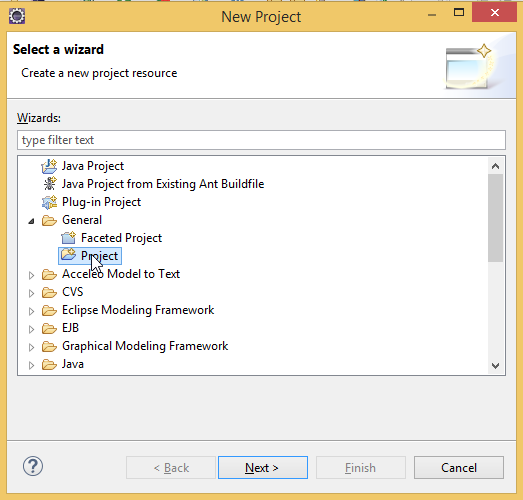 New Project
Select a wizard
Create a new project resource
Wizards:
type filter text
Java Project
Java Project from Existing Ant Buildfile
Plug-in Project
General
Faceted Project
Project
Acceleo Model to Text
CVS
Eclipse Modeling Framework
EJB
Graphical Modeling Framework
Java
? < Back Next > Finish Cancel